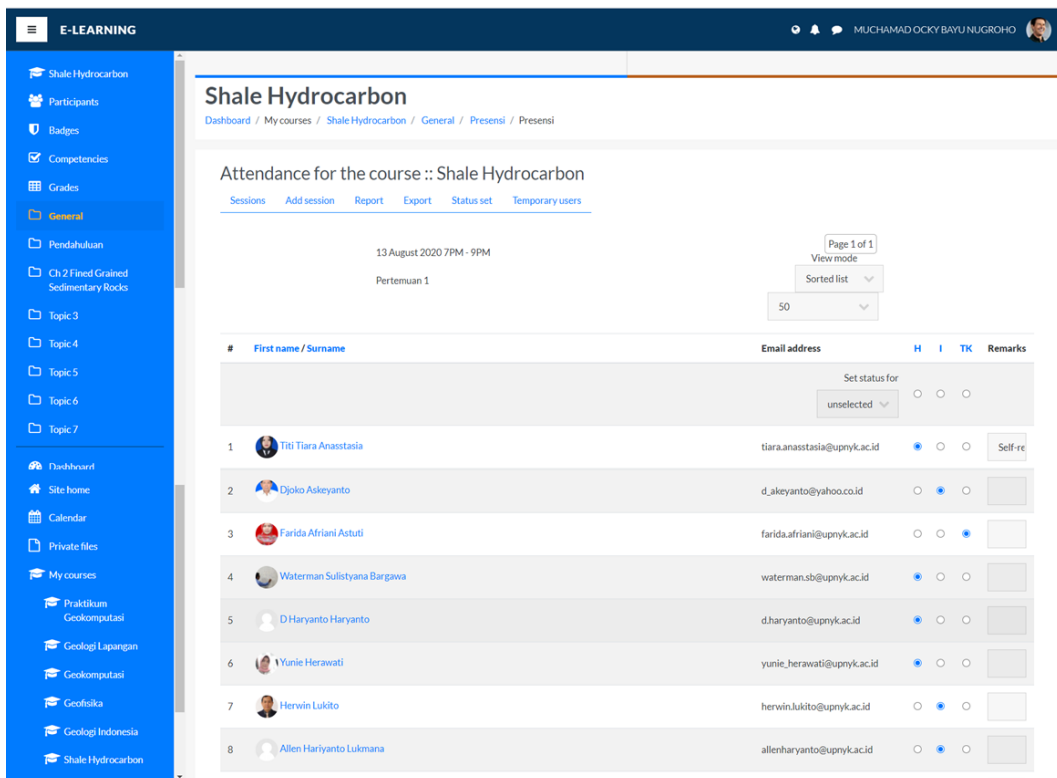 E-LEARNING
MUCHAMAD OCKY BAYU NUGROHO
Shale Hydrocarbon
Participants
Badges
Competencies
Grades
General
Pendahuluan
Ch 2 Fined Grained
Sedimentary Rocks
Topic 3
Topic 4
Topic 5
Topic 6
Topic 7
Dashboard
Site home
Calendar
Private files
My courses
Praktikum
Geokomputasi
Geologi Lapangan
Geokomputasi
Geofisika
Geologi Indonesia
Shale Hydrocarbon
Shale Hydrocarbon
Dashboard / My courses / Shale Hydrocarbon / General / Presensi / Presensi
Attendance for the course :: Shale Hydrocarbon
Sessions Add session Report Export Status set Temporary users
13 August 2020 7PM - 9PM
Pertemuan 1
Page 1 of 1
View mode
Sorted list
50
# First name / Surname Email address H I TK Remarks
Set status for
unselected
1 Titi Tiara Anasstasia tiara.anasstasia@upnyk.ac.id Self-re
2 Djoko Askeyanto d_akeyanto@yahoo.co.id
3 Farida Afriani Astuti farida.afriani@upnyk.ac.id
4 Waterman Sulistyana Bargawa waterman.sb@upnyk.ac.id
5 D Haryanto Haryanto d.haryanto@upnyk.ac.id
6 Yunie Herawati yunie_herawati@upnyk.ac.id
7 Herwin Lukito herwin.lukito@upnyk.ac.id
8 Allen Hariyanto Lukmana allenharyanto@upnyk.ac.id